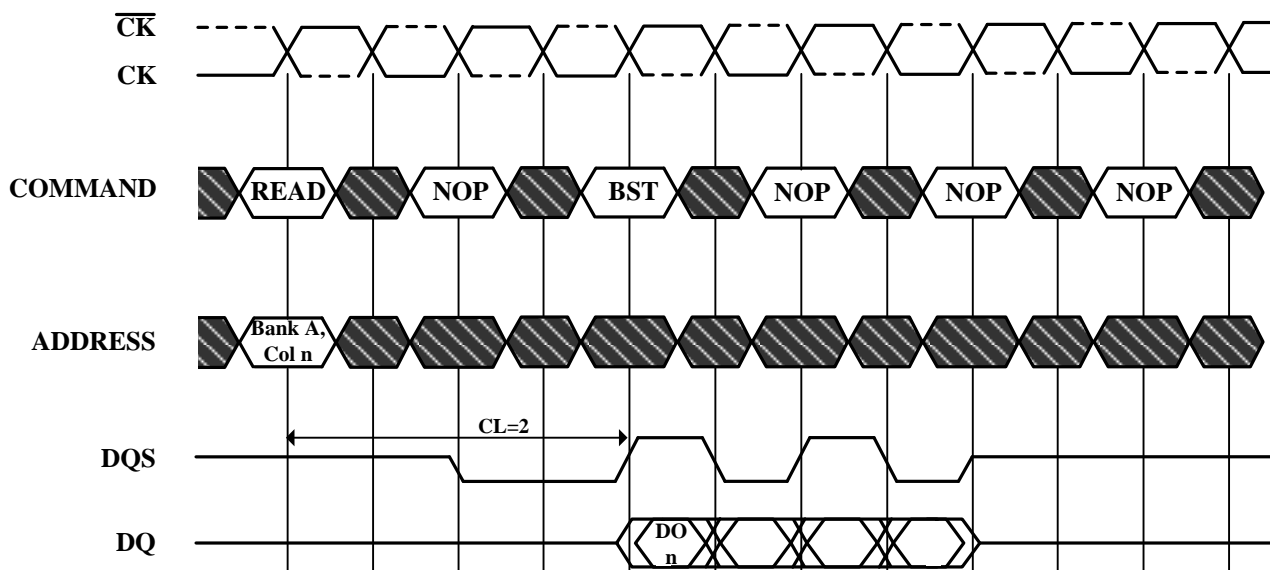 CK
CK
COMMAND READ NOP BST NOP NOP NOP
ADDRESS Bank A,
Col n
CL=2
DQS
DQ DO
n